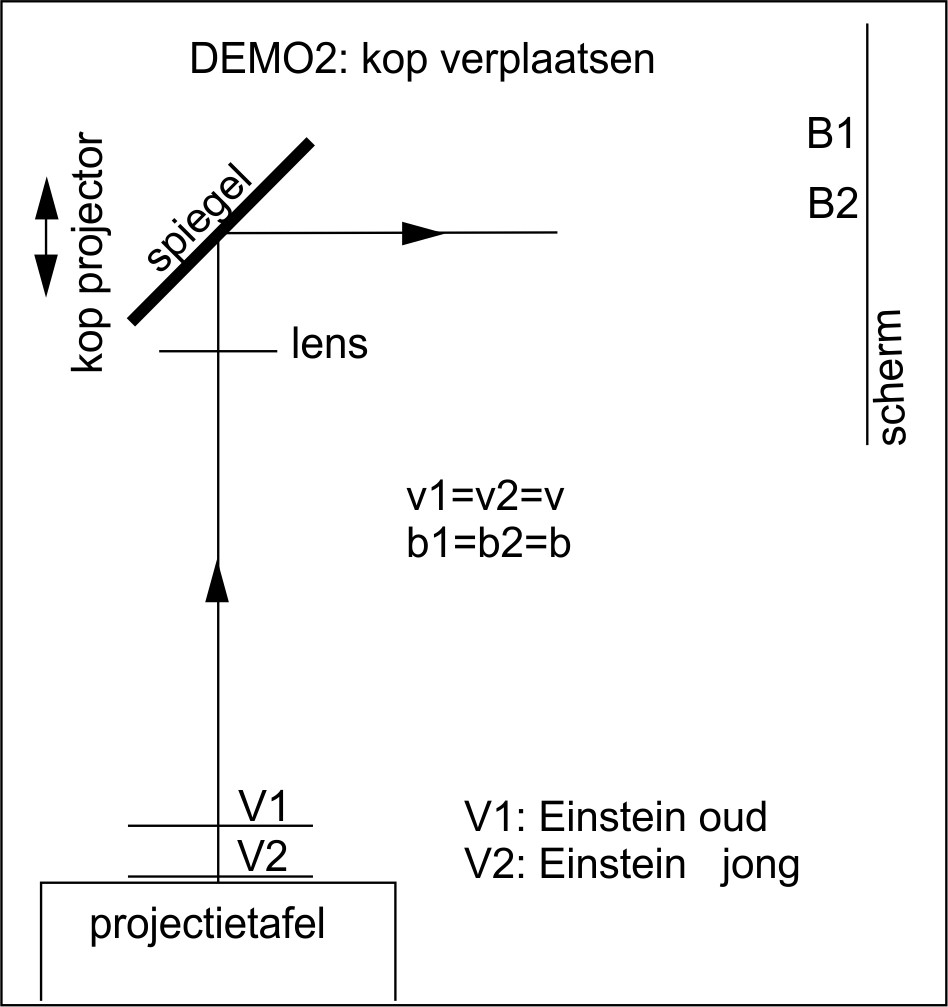 DEMO2: kop verplaatsen
B1
B2
kop projector
spiegel
lens
scherm
v1=v2=v
b1=b2=b
V1
V2
V1: Einstein oud
V2: Einstein jong
projectietafel